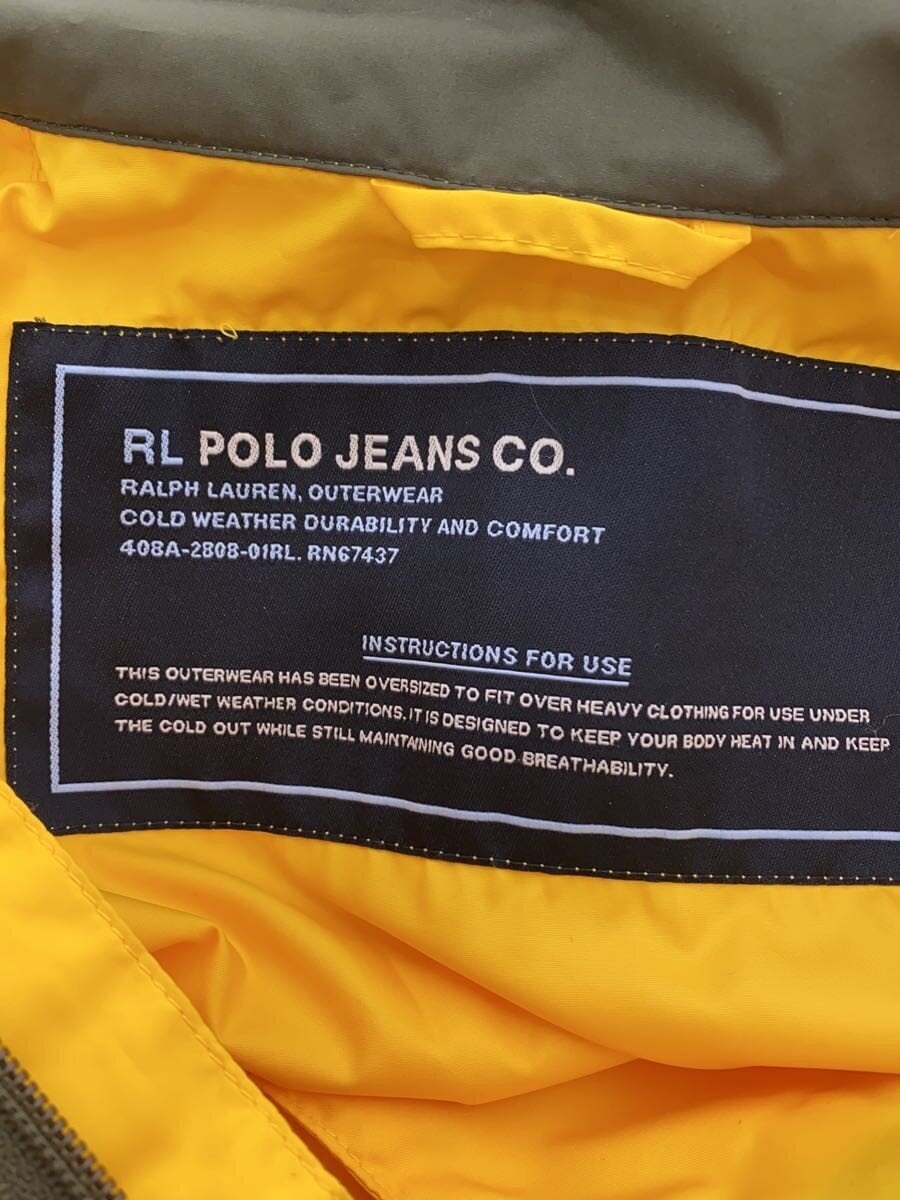 RL POLO JEANS CO.
RALPH LAUREN, OUTERWEAR
COLD WEATHER DURABILITY AND COMFORT
408A-2808-01RL. RN67437
INSTRUCTIONS FOR USE
THIS OUTERWEAR HAS BEEN OVERSIZED TO FIT OVER HEAVY CLOTHING FOR USE UNDER
COLD/WET WEATHER CONDITIONS. IT IS DESIGNED TO KEEP YOUR BODY HEAT IN AND KEEP
THE COLD OUT WHILE STILL MAINTAINING GOOD BREATHABILITY.